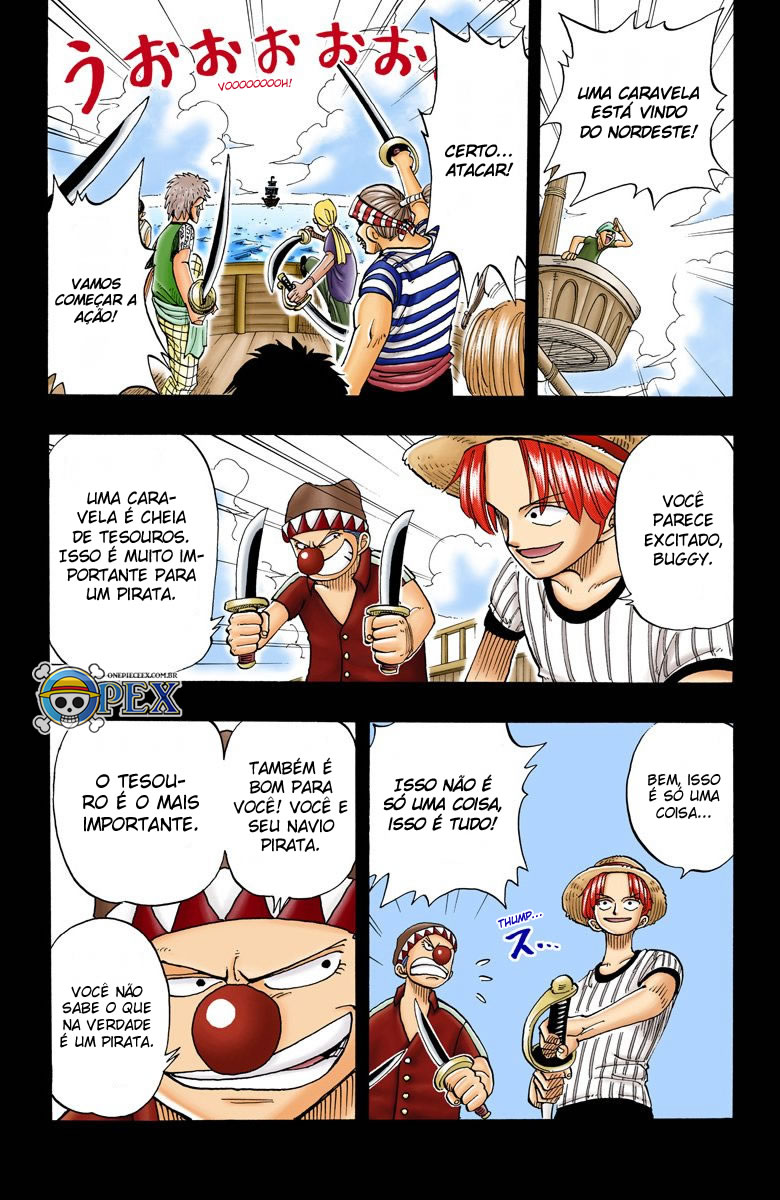 UMA CARAVELA
ESTÁ VINDO
DO NORDESTE!
CERTO...
ATACAR!
うおおおおお
VOOOOOOOOH!
VAMOS
COMEÇAR A
AÇÃO!
VOCÊ
PARECE
EXCITADO,
BUGGY.
UMA CARA-
VELA É CHEIA
DE TESOUROS.
ISSO É MUITO IM-
PORTANTE PARA
UM PIRATA.
ONEPIECEEX.COM.BR
OPEX
BEM, ISSO
É SÓ UMA
COISA...
ISSO NÃO É
SÓ UMA COISA,
ISSO É TUDO!
THUMP...
ス...
TAMBÉM É
BOM PARA
VOCÊ! VOCÊ E
SEU NAVIO
PIRATA.
O TESOU-
RO É O MAIS
IMPORTANTE.
VOCÊ NÃO
SABE O QUE
NA VERDADE
É UM PIRATA.